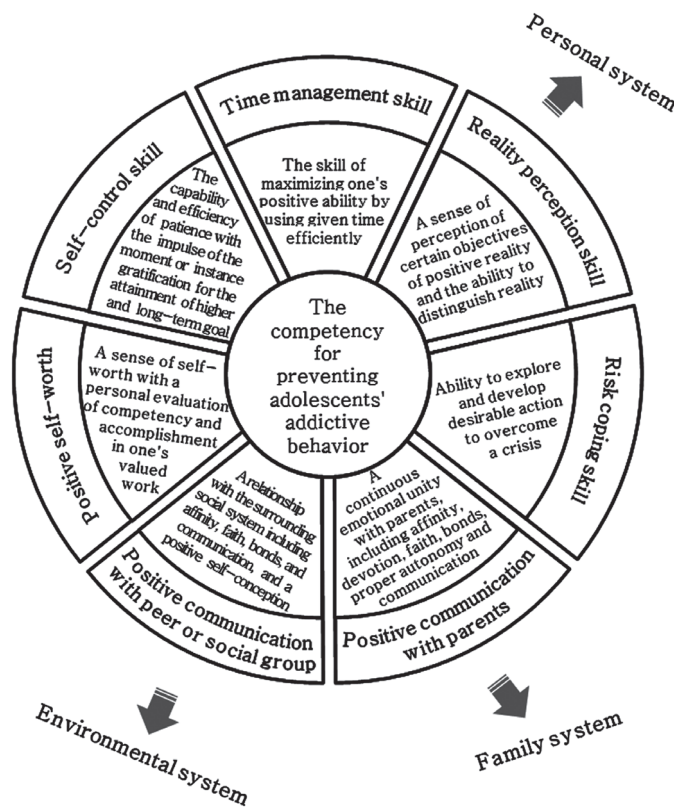 Personal system
Time management skill
The skill of
maximizing one's
positive ability by
using given time
efficiently
Reality perception skill
A sense of
perception of
certain objectives
of positive reality
and the ability to
distinguish reality
Risk coping skill
Ability to explore
and develop
desirable action
to overcome
a crisis
Positive communication
with parents
A
continuous
emotional unity
with parents,
including affinity,
devotion, faith, bonds,
proper autonomy and
communication
Positive communication
with peer or social group
A relationship
with the surrounding
social system including
affinity, faith, bonds, and
communication, and a
positive self-conception
Positive self-worth
A sense of self-
worth with a
personal evaluation
of competency and
accomplishment
in one's
valued
work
Self-control skill
The
capability
and efficiency
of patience with
the impulse of the
moment or instance
gratification for the
attainment of higher
and long-term goal
The
competency
for
preventing
adolescents'
addictive
behavior
Environmental system
Family system